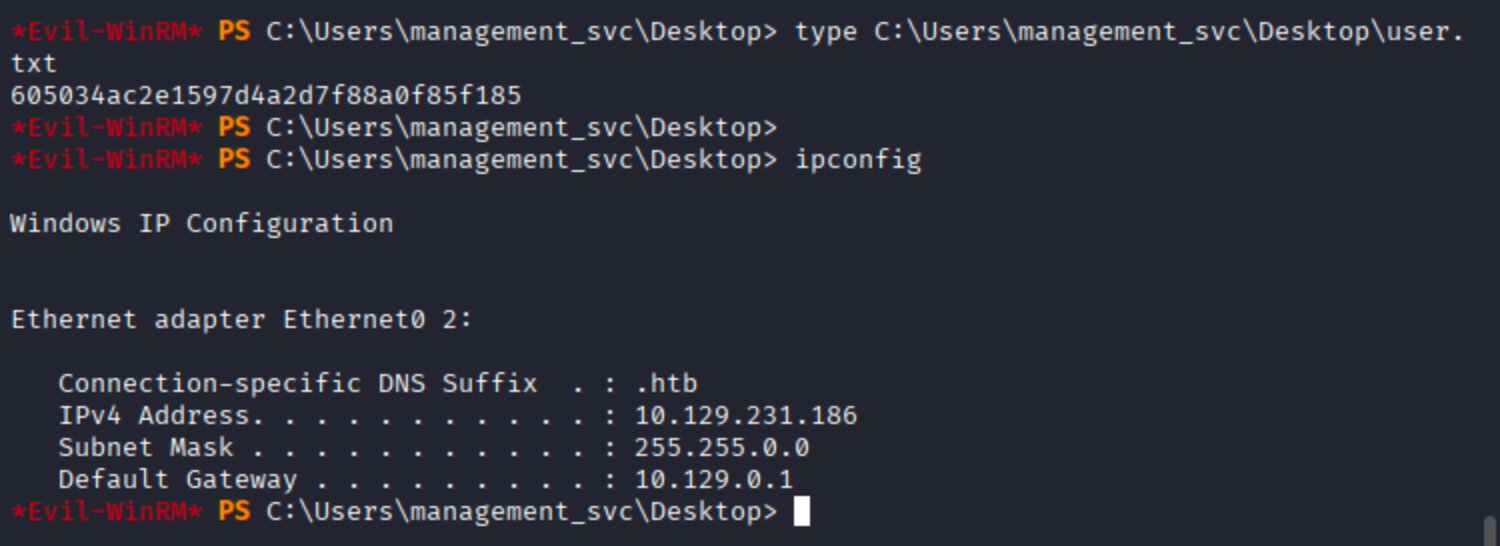 *Evil-WinRM* PS C:\Users\management_svc\Desktop> type C:\Users\management_svc\Desktop\user.
txt
605034ac2e1597d4a2d7f88a0f85f185
*Evil-WinRM* PS C:\Users\management_svc\Desktop>
*Evil-WinRM* PS C:\Users\management_svc\Desktop> ipconfig
Windows IP Configuration
Ethernet adapter Ethernet0 2:
Connection-specific DNS Suffix  . : .htb
IPv4 Address. . . . . . . . . . . : 10.129.231.186
Subnet Mask . . . . . . . . . . . : 255.255.0.0
Default Gateway . . . . . . . . . : 10.129.0.1
*Evil-WinRM* PS C:\Users\management_svc\Desktop>